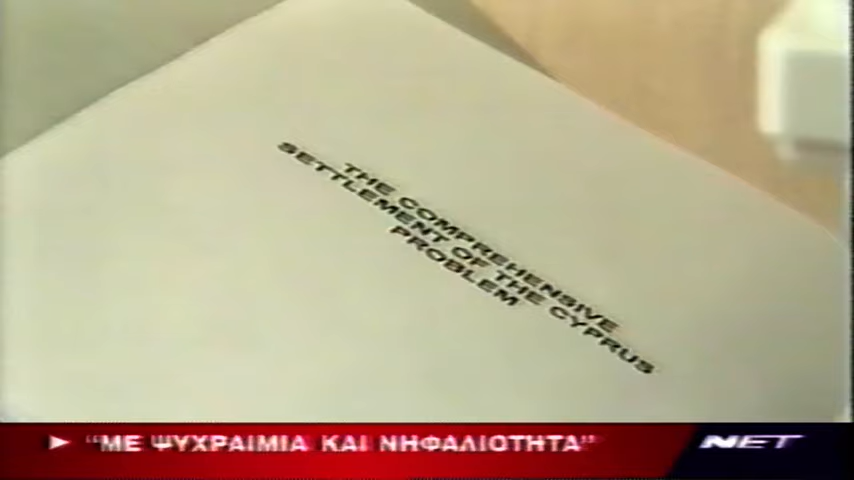 THE COMPREHENSIVE
SETTLEMENT OF THE CYPRUS
PROBLEM
"ΜΕ ΨΥΧΡΑΙΜΙΑ ΚΑΙ ΝΗΦΑΛΙΟΤΗΤΑ"
NET